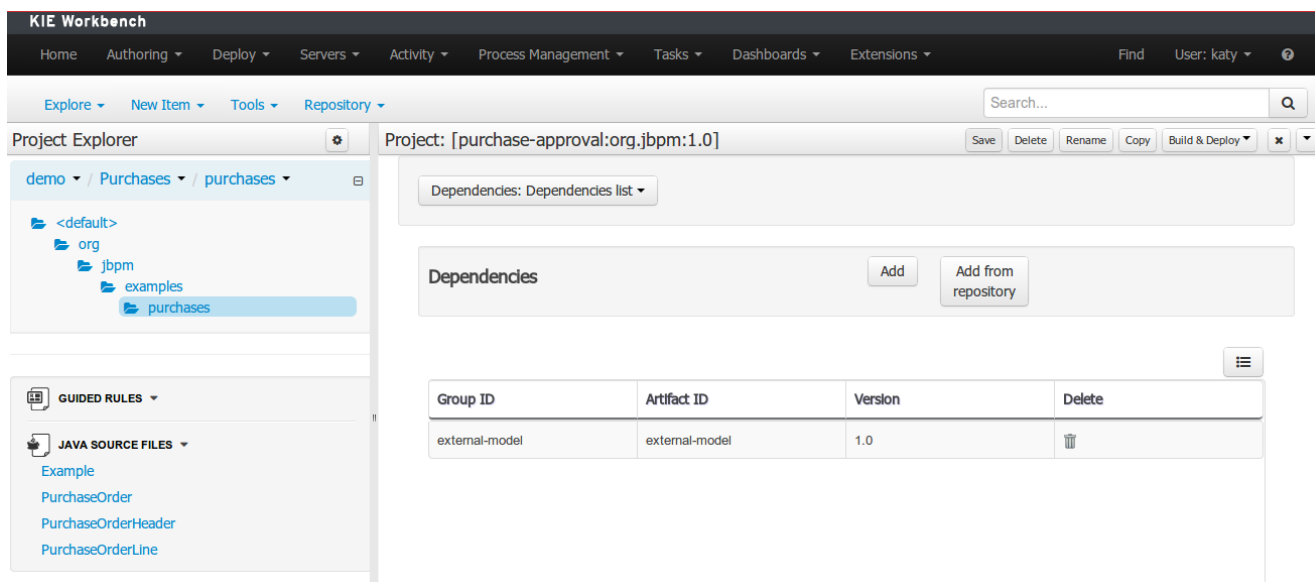 KIE Workbench
Home Authoring Deploy Servers Activity Process Management Tasks Dashboards Extensions Find User: katy
Explore New Item Tools Repository Search...
Project Explorer
Project: [purchase-approval:org.jbpm:1.0] Save Delete Rename Copy Build & Deploy
demo / Purchases / purchases
<default>
org
jbpm
examples
purchases
GUIDED RULES
JAVA SOURCE FILES
Example
PurchaseOrder
PurchaseOrderHeader
PurchaseOrderLine
Dependencies: Dependencies list
Dependencies Add Add from
repository
Group ID Artifact ID Version Delete
external-model external-model 1.0